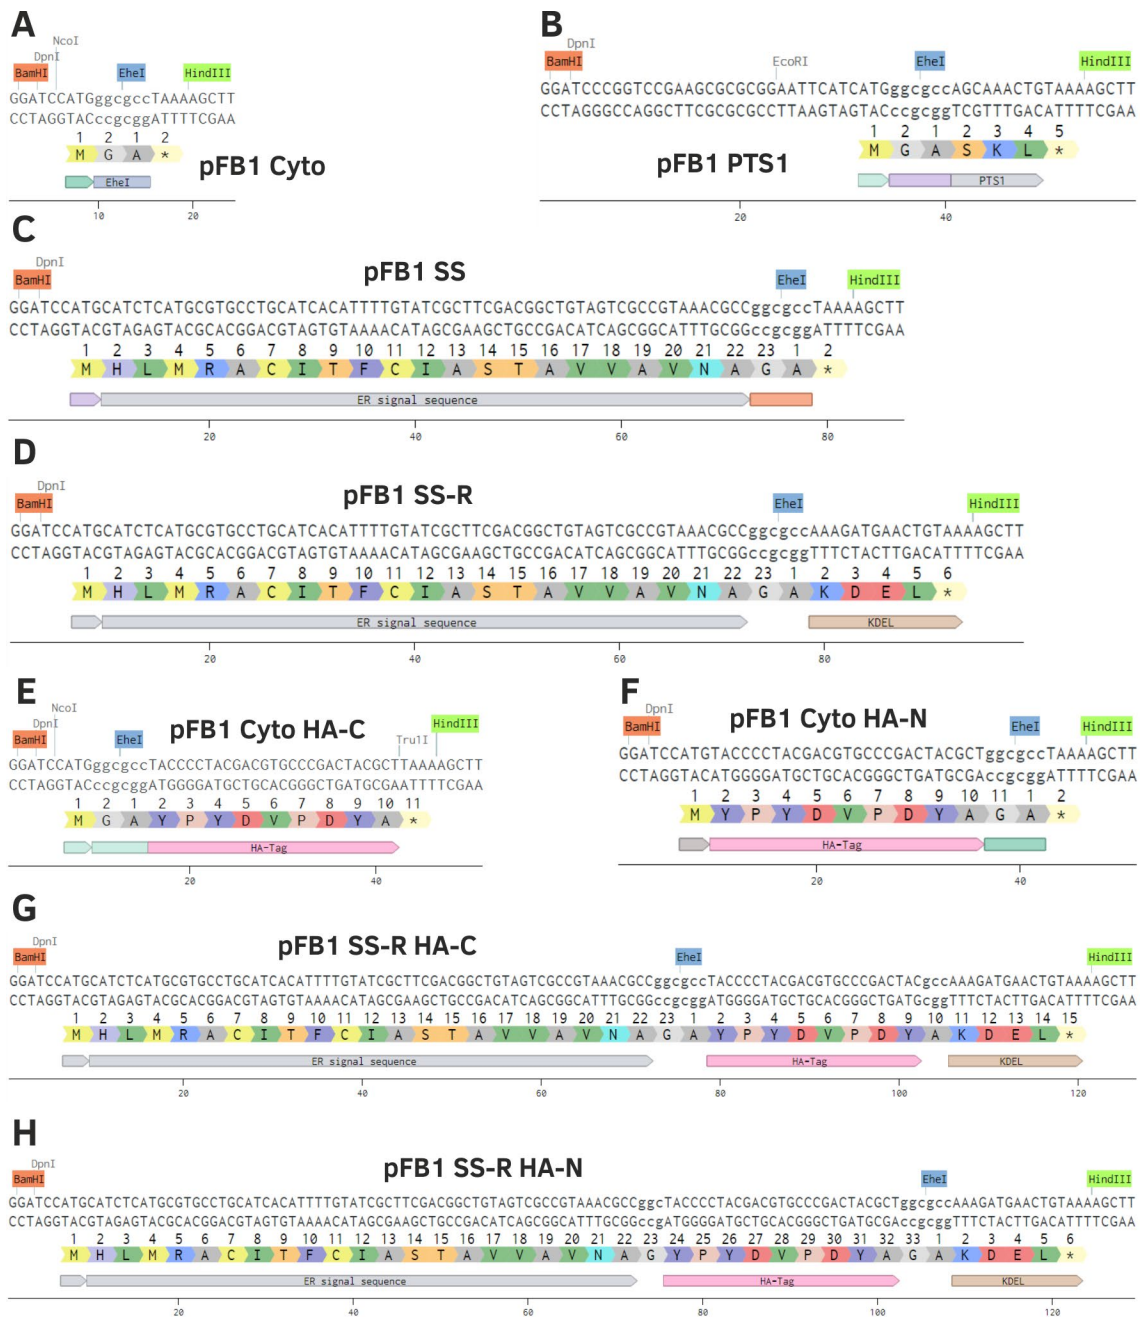 A
NcoI
DpnI
BamHI EheI HindIII
GGATCCATGggcgccTAAAAGCTT
CCTAGGTACccgcggATTTTCGAA
1 2 1 2
M G A *
EheI
pFB1 Cyto
10 20
B
DpnI
BamHI EcoRI EheI HindIII
GGATCCCGGTCCGAAGCGCGCGGAATTCATCATGggcgccAGCAAACTGTAAAAGCTT
CCTAGGGCCAGGCTTCGCGCGCCTTAAGTAGTACccgcggTCGTTTGACATTTTCGAA
1 2 1 2 3 4 5
M G A S K L *
pFB1 PTS1
PTS1
20 40
C
pFB1 SS
DpnI
BamHI EheI HindIII
GGATCCATGCATCTCATGCGTGCCTGCATCACATTTTGTATCGCTTCGACGGCTGTAGTCGCCGTAAACGCCggcgccTAAAAGCTT
CCTAGGTACGTAGAGTACGCACGGACGTAGTGTAAAACATAGCGAAGCTGCCGACATCAGCGGCATTTGCGGccgcggATTTTCGAA
1 2 3 4 5 6 7 8 9 10 11 12 13 14 15 16 17 18 19 20 21 22 23 1 2
M H L M R A C I T F C I A S T A V V A V N A G A *
ER signal sequence
20 40 60 80
D
pFB1 SS-R
DpnI
BamHI EheI HindIII
GGATCCATGCATCTCATGCGTGCCTGCATCACATTTTGTATCGCTTCGACGGCTGTAGTCGCCGTAAACGCCggcgccAAAGATGAACTGTAAAAGCTT
CCTAGGTACGTAGAGTACGCACGGACGTAGTGTAAAACATAGCGAAGCTGCCGACATCAGCGGCATTTGCGGccgcggTTTCTACTTGACATTTTCGAA
1 2 3 4 5 6 7 8 9 10 11 12 13 14 15 16 17 18 19 20 21 22 23 1 2 3 4 5 6
M H L M R A C I T F C I A S T A V V A V N A G A K D E L *
ER signal sequence KDEL
20 40 60 80
E
pFB1 Cyto HA-C
NcoI
DpnI
BamHI EheI Tru1I HindIII
GGATCCATGggcgccTACCCCTACGACGTGCCCGACTACGCTTAAAAGCTT
CCTAGGTACccgcggATGGGGATGCTGCACGGGCTGATGCGAATTTTCGAA
1 2 1 2 3 4 5 6 7 8 9 10 11
M G A Y P Y D V P D Y A *
HA-Tag
20 40
F
pFB1 Cyto HA-N
DpnI
BamHI EheI HindIII
GGATCCATGTACCCCTACGACGTGCCCGACTACGCTggcgccTAAAAGCTT
CCTAGGTACATGGGGATGCTGCACGGGCTGATGCGAccgcggATTTTCGAA
1 2 3 4 5 6 7 8 9 10 11 1 2
M Y P Y D V P D Y A G A *
HA-Tag
20 40
G
pFB1 SS-R HA-C
DpnI
BamHI EheI HindIII
GGATCCATGCATCTCATGCGTGCCTGCATCACATTTTGTATCGCTTCGACGGCTGTAGTCGCCGTAAACGCCggcgccTACCCCTACGACGTGCCCGACTACgccAAAGATGAACTGTAAAAGCTT
CCTAGGTACGTAGAGTACGCACGGACGTAGTGTAAAACATAGCGAAGCTGCCGACATCAGCGGCATTTGCGGccgcggATGGGGATGCTGCACGGGCTGATGcggTTTCTACTTGACATTTTCGAA
1 2 3 4 5 6 7 8 9 10 11 12 13 14 15 16 17 18 19 20 21 22 23 1 2 3 4 5 6 7 8 9 10 11 12 13 14 15
M H L M R A C I T F C I A S T A V V A V N A G A Y P Y D V P D Y A K D E L *
ER signal sequence HA-Tag KDEL
20 40 60 80 100 120
H
pFB1 SS-R HA-N
DpnI
BamHI EheI HindIII
GGATCCATGCATCTCATGCGTGCCTGCATCACATTTTGTATCGCTTCGACGGCTGTAGTCGCCGTAAACGCCggcTACCCCTACGACGTGCCCGACTACGCTggcgccAAAGATGAACTGTAAAAGCTT
CCTAGGTACGTAGAGTACGCACGGACGTAGTGTAAAACATAGCGAAGCTGCCGACATCAGCGGCATTTGCGGccgATGGGGATGCTGCACGGGCTGATGCGAccgcggTTTCTACTTGACATTTTCGAA
1 2 3 4 5 6 7 8 9 10 11 12 13 14 15 16 17 18 19 20 21 22 23 24 25 26 27 28 29 30 31 32 33 1 2 3 4 5 6
M H L M R A C I T F C I A S T A V V A V N A G Y P Y D V P D Y A G A K D E L *
ER signal sequence HA-Tag KDEL
20 40 60 80 100 120